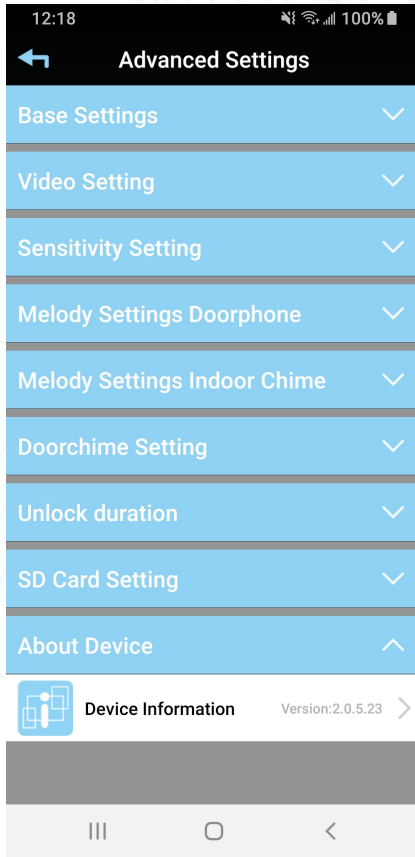 12:18 100%
Advanced Settings
Base Settings
Video Setting
Sensitivity Setting
Melody Settings Doorphone
Melody Settings Indoor Chime
Doorchime Setting
Unlock duration
SD Card Setting
About Device
Device Information Version:2.0.5.23